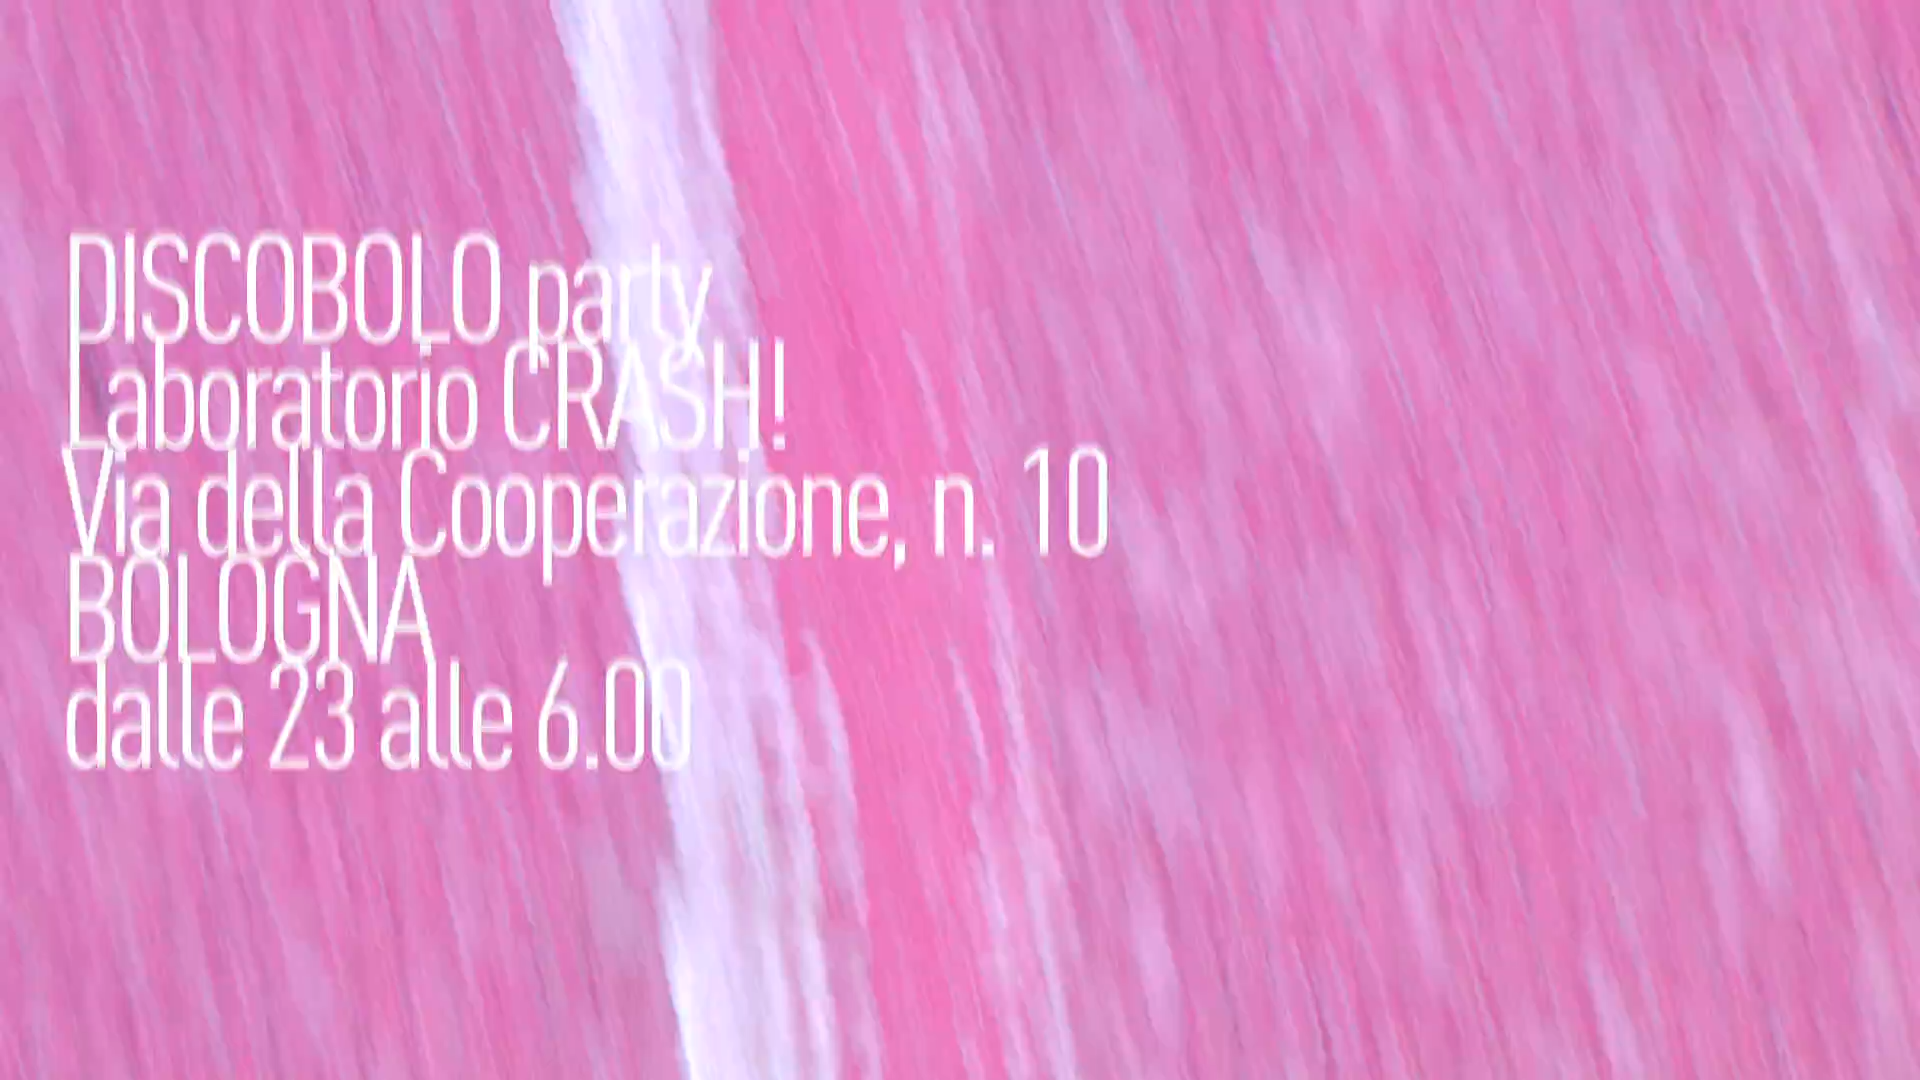 DISCOBOLO party
Laboratorio CRASH!
Via della Cooperazione, n. 10
BOLOGNA
dalle 23 alle 6.00